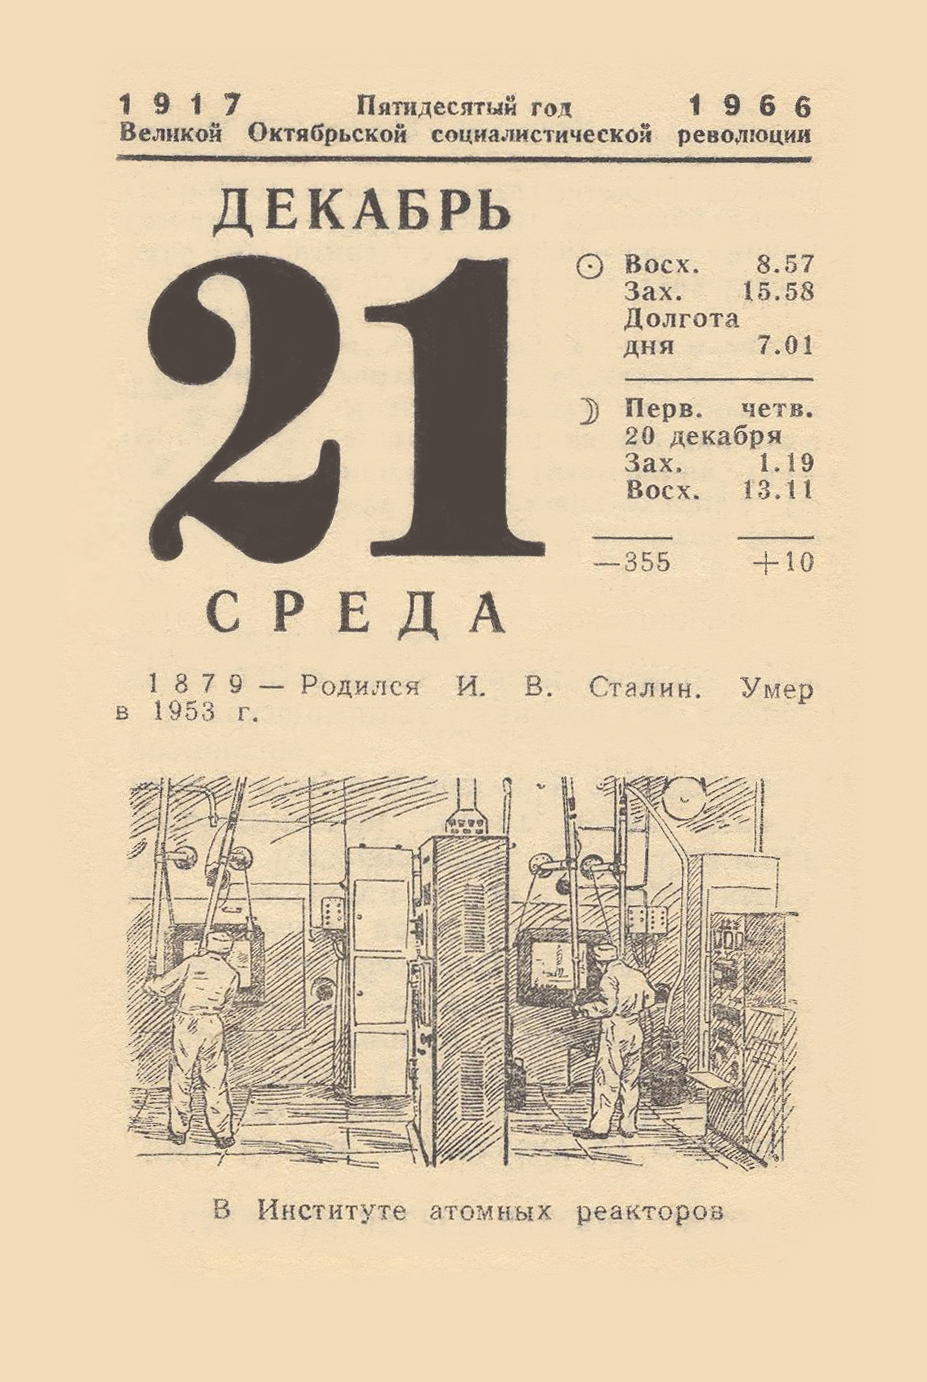 1917 Пятидесятый год 1966
Великой Октябрьской социалистической революции
ДЕКАБРЬ
21
СРЕДА
Восх. 8.57
Зах. 15.58
Долгота
дня 7.01
Перв. четв.
20 декабря
Зах. 1.19
Восх. 13.11
—355 +10
1879 — Родился И. В. Сталин. Умер
в 1953 г.
В Институте атомных реакторов